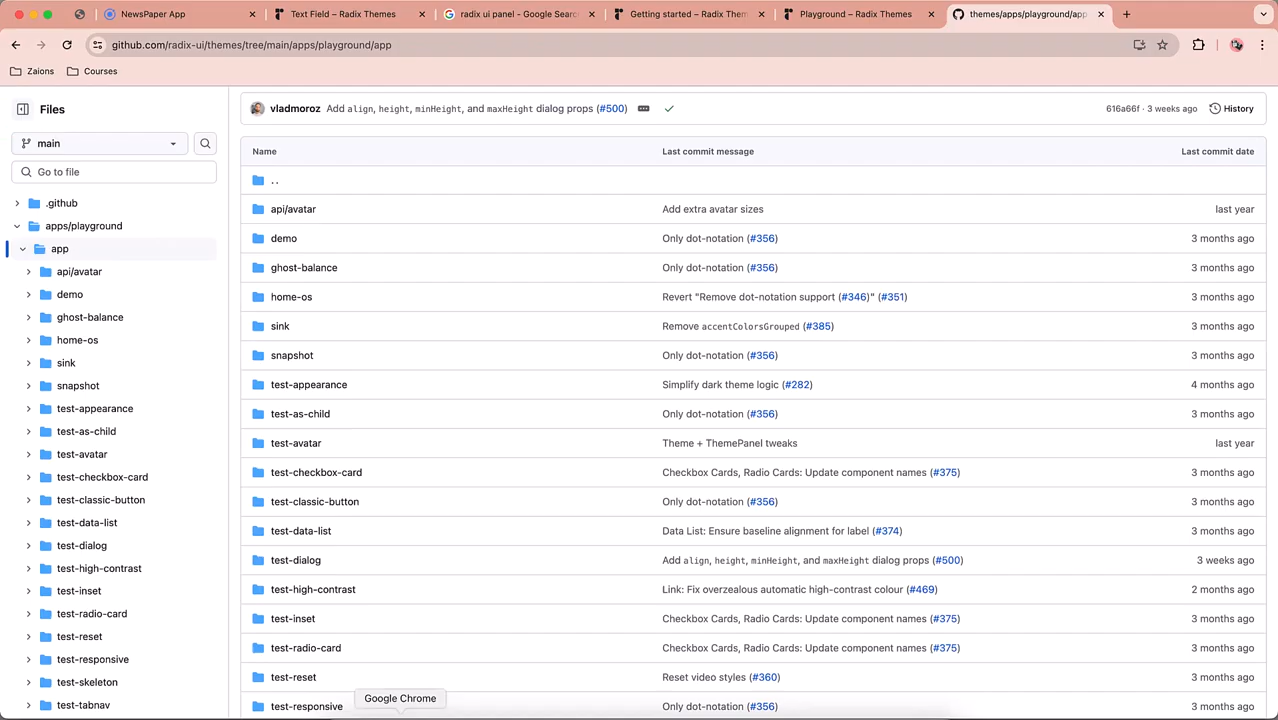 NewsPaper App
Text Field – Radix Themes
radix ui panel - Google Searc
Getting started – Radix Them
Playground – Radix Themes
themes/apps/playground/app
github.com/radix-ui/themes/tree/main/apps/playground/app
Zaions
Courses
Files
main
Go to file
.github
apps/playground
app
api/avatar
demo
ghost-balance
home-os
sink
snapshot
test-appearance
test-as-child
test-avatar
test-checkbox-card
test-classic-button
test-data-list
test-dialog
test-high-contrast
test-inset
test-radio-card
test-reset
test-responsive
test-skeleton
test-tabnav
vladmoroz Add align, height, minHeight, and maxHeight dialog props (#500)
616a66f · 3 weeks ago
History
Name Last commit message Last commit date
..
api/avatar Add extra avatar sizes last year
demo Only dot-notation (#356) 3 months ago
ghost-balance Only dot-notation (#356) 3 months ago
home-os Revert "Remove dot-notation support (#346)" (#351) 3 months ago
sink Remove accentColorsGrouped (#385) 3 months ago
snapshot Only dot-notation (#356) 3 months ago
test-appearance Simplify dark theme logic (#282) 4 months ago
test-as-child Only dot-notation (#356) 3 months ago
test-avatar Theme + ThemePanel tweaks last year
test-checkbox-card Checkbox Cards, Radio Cards: Update component names (#375) 3 months ago
test-classic-button Only dot-notation (#356) 3 months ago
test-data-list Data List: Ensure baseline alignment for label (#374) 3 months ago
test-dialog Add align, height, minHeight, and maxHeight dialog props (#500) 3 weeks ago
test-high-contrast Link: Fix overzealous automatic high-contrast colour (#469) 2 months ago
test-inset Checkbox Cards, Radio Cards: Update component names (#375) 3 months ago
test-radio-card Checkbox Cards, Radio Cards: Update component names (#375) 3 months ago
test-reset Reset video styles (#360) 3 months ago
test-responsive Only dot-notation (#356) 3 months ago
Google Chrome